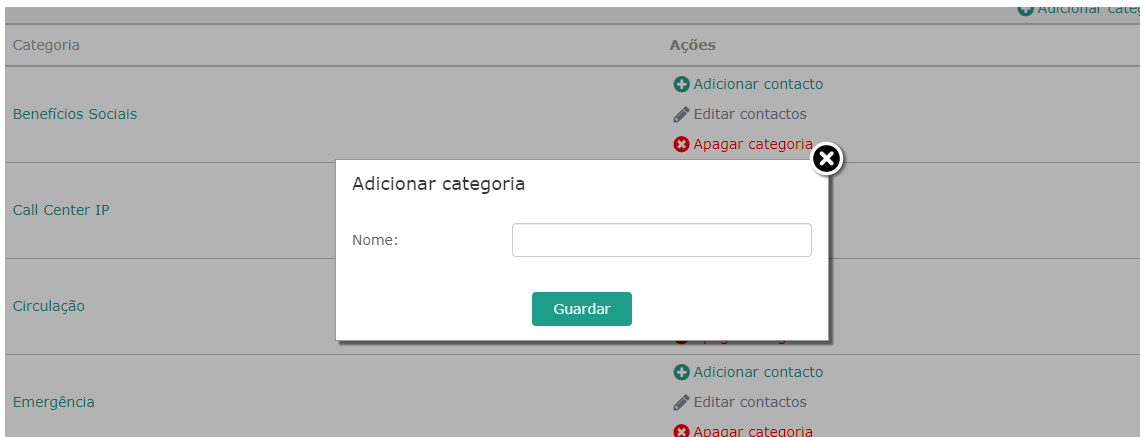 Adicionar
Categoria
Ações
Adicionar contacto
Benefícios Sociais
Editar contactos
Apagar categoria
Adicionar categoria
Call Center IP
Nome:
Circulação
Guardar
Adicionar contacto
Emergência
Editar contactos
Apagar categoria